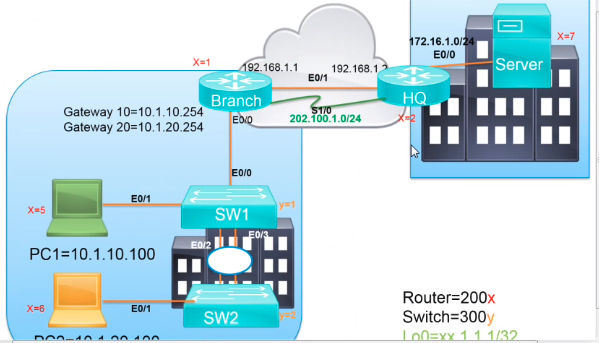 172.16.1.0/24
E0/0
X=7
Server
X=1
192.168.1.1
192.168.1.2
E0/1
Branch
HQ
S1/0
202.100.1.0/24
X=2
Gateway 10=10.1.10.254
Gateway 20=10.1.20.254
E0/0
E0/0
E0/1
X=5
SW1
y=1
PC1=10.1.10.100
E0/2
E0/3
X=6
E0/1
SW2
y=2
PC2=10.1.20.100
Router=200x
Switch=300y
Lo0=xx.1.1.1/32